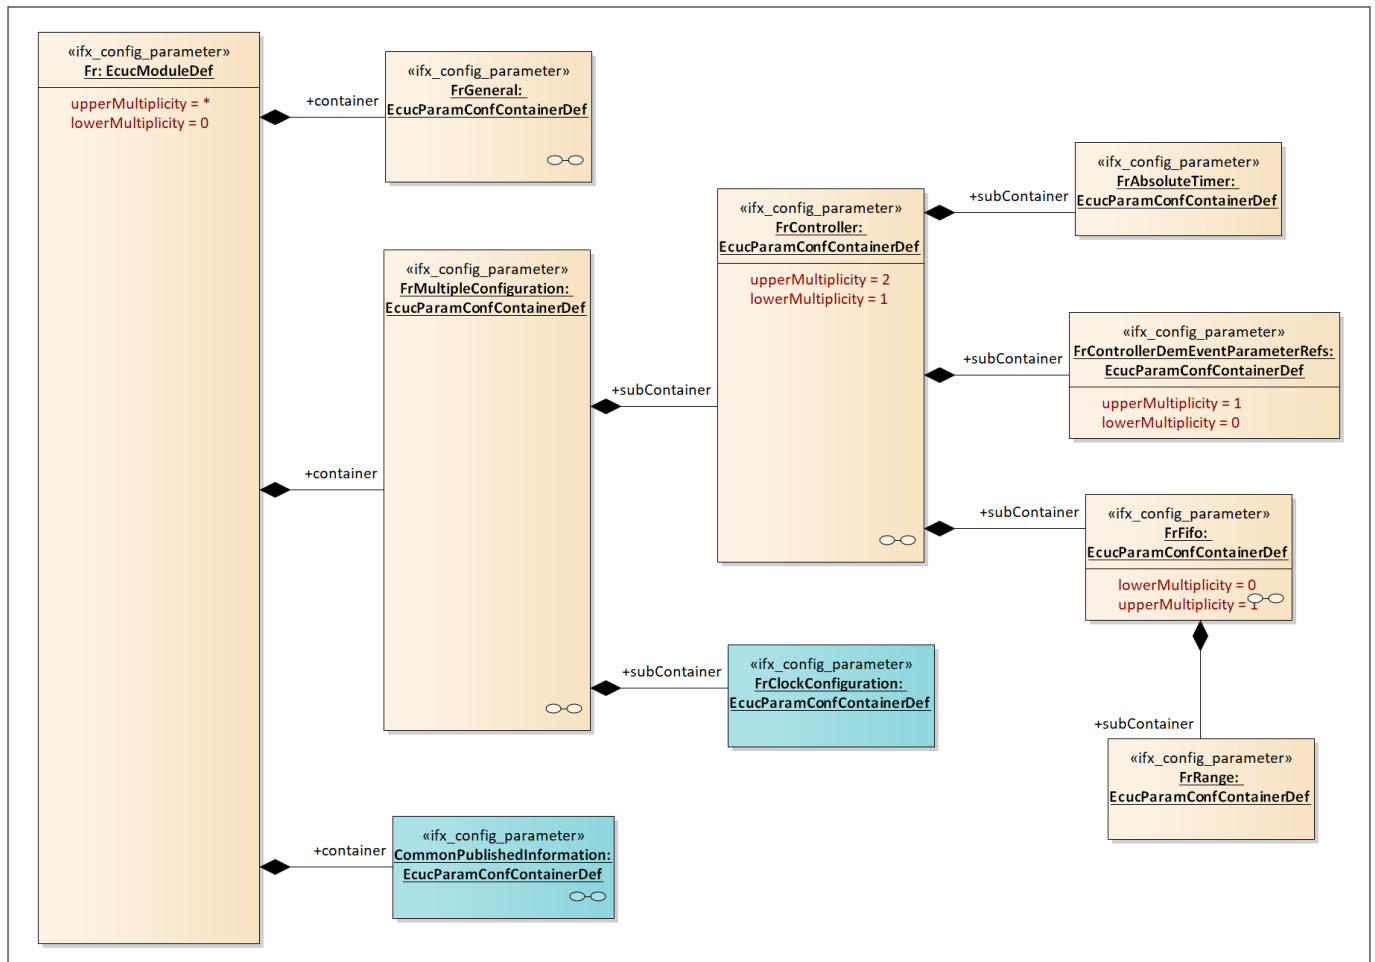 «ifx_config_parameter»
Fr: EcucModuleDef
upperMultiplicity = *
lowerMultiplicity = 0
+container
«ifx_config_parameter»
FrGeneral:
EcucParamConfContainerDef
+container
«ifx_config_parameter»
FrMultipleConfiguration:
EcucParamConfContainerDef
+subContainer
«ifx_config_parameter»
FrController:
EcucParamConfContainerDef
upperMultiplicity = 2
lowerMultiplicity = 1
+subContainer
«ifx_config_parameter»
FrAbsoluteTimer:
EcucParamConfContainerDef
+subContainer
«ifx_config_parameter»
FrControllerDemEventParameterRefs:
EcucParamConfContainerDef
upperMultiplicity = 1
lowerMultiplicity = 0
+subContainer
«ifx_config_parameter»
FrFifo:
EcucParamConfContainerDef
lowerMultiplicity = 0
upperMultiplicity = 1
+subContainer
«ifx_config_parameter»
FrRange:
EcucParamConfContainerDef
+subContainer
«ifx_config_parameter»
FrClockConfiguration:
EcucParamConfContainerDef
+container
«ifx_config_parameter»
CommonPublishedInformation:
EcucParamConfContainerDef